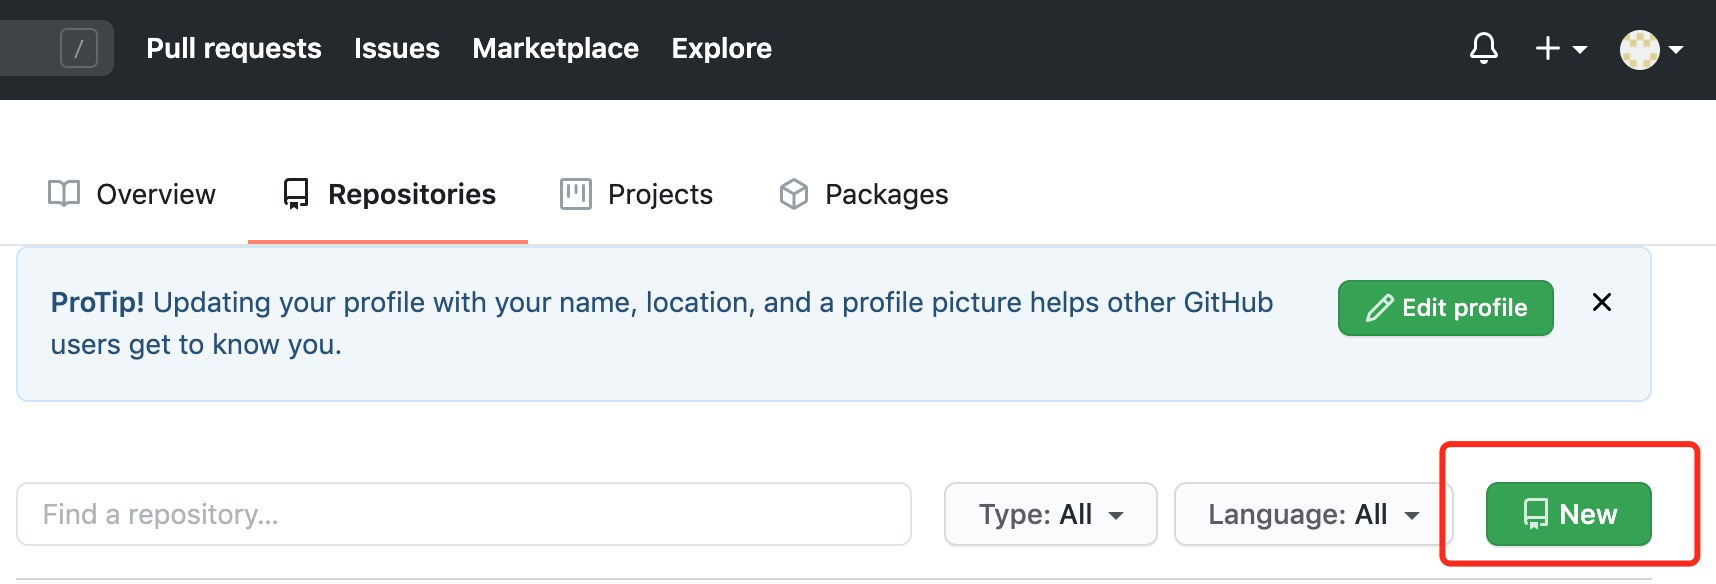 / Pull requests Issues Marketplace Explore
Overview Repositories Projects Packages
ProTip! Updating your profile with your name, location, and a profile picture helps other GitHub
users get to know you.
Edit profile
Find a repository... Type: All Language: All New